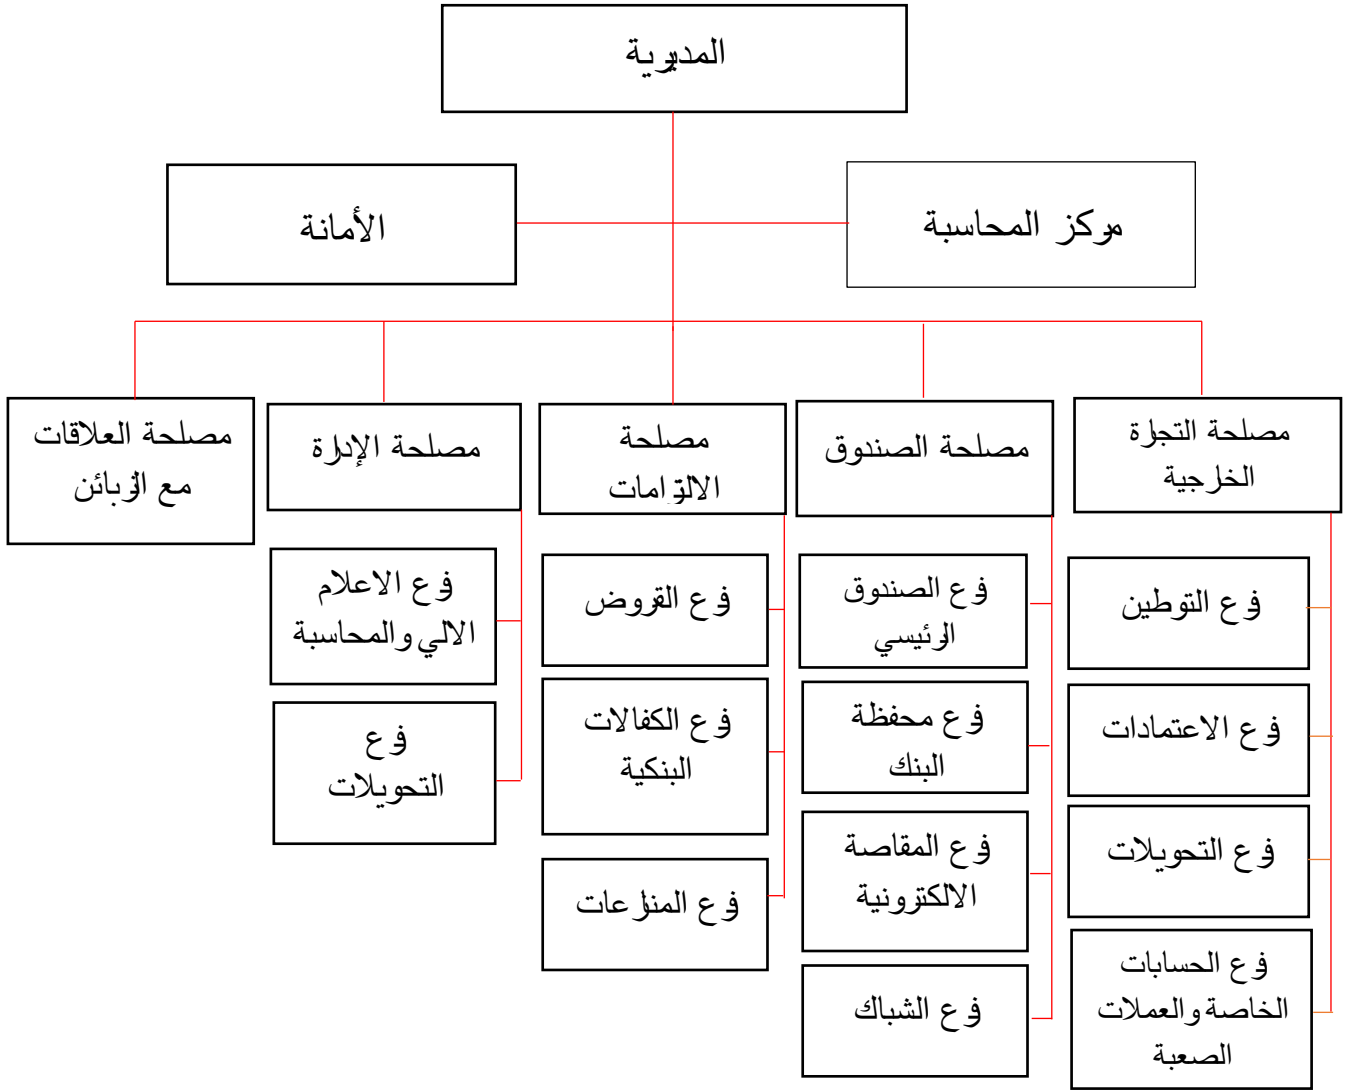 المديرية
مركز المحاسبة
الأمانة
مصلحة التجارة
الخارجية
مصلحة الصندوق
مصلحة
الالتزامات
مصلحة الإدارة
مصلحة العلاقات
مع الزبائن
فرع التوطين
فرع الاعتمادات
فرع التحويلات
فرع الحسابات
الخاصة والعملات
الصعبة
فرع الصندوق
الرئيسي
فرع محفظة
البنك
فرع المقاصة
الالكترونية
فرع الشباك
فرع القروض
فرع الكفالات
البنكية
فرع المنازعات
فرع الاعلام
الالي والمحاسبة
فرع
التحويلات